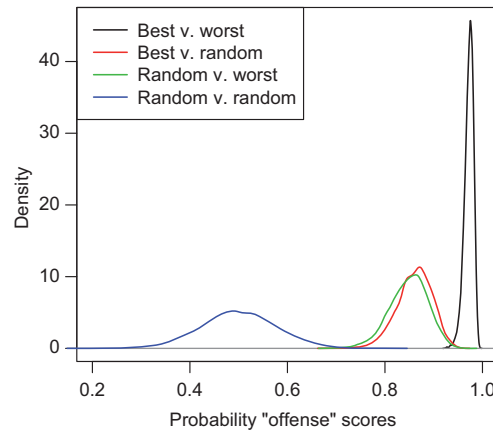 Best v. worst
Best v. random
Random v. worst
Random v. random
40
30
20
10
0
Density
0.2 0.4 0.6 0.8 1.0
Probability "offense" scores